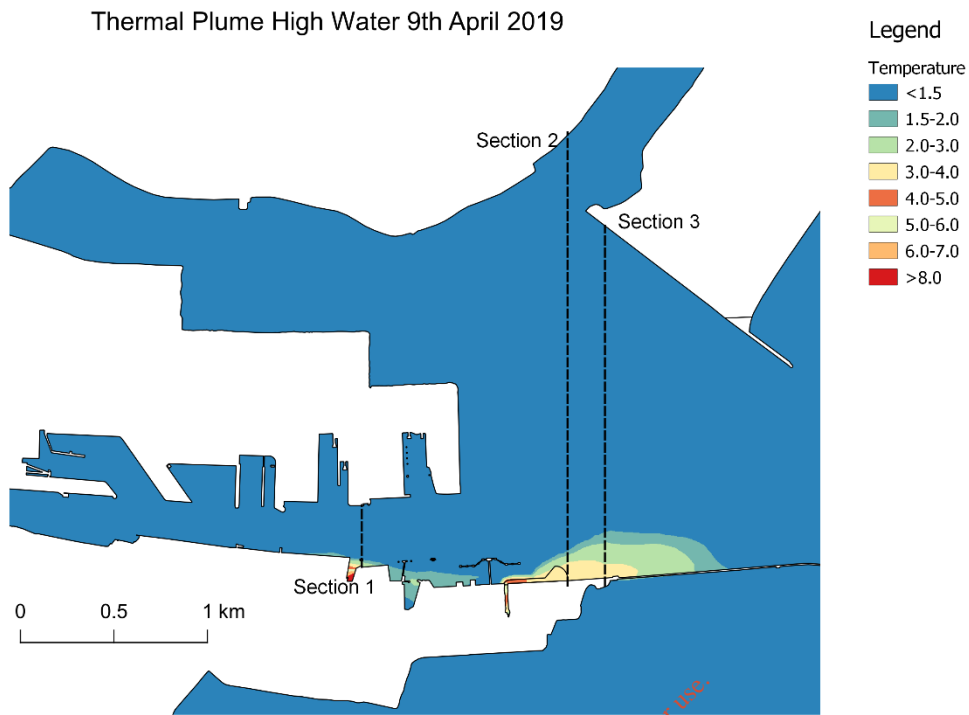 Thermal Plume High Water 9th April 2019
Legend
Temperature
<1.5
1.5-2.0
2.0-3.0
3.0-4.0
4.0-5.0
5.0-6.0
6.0-7.0
>8.0
Section 2
Section 3
Section 1
0 0.5 1 km
use.